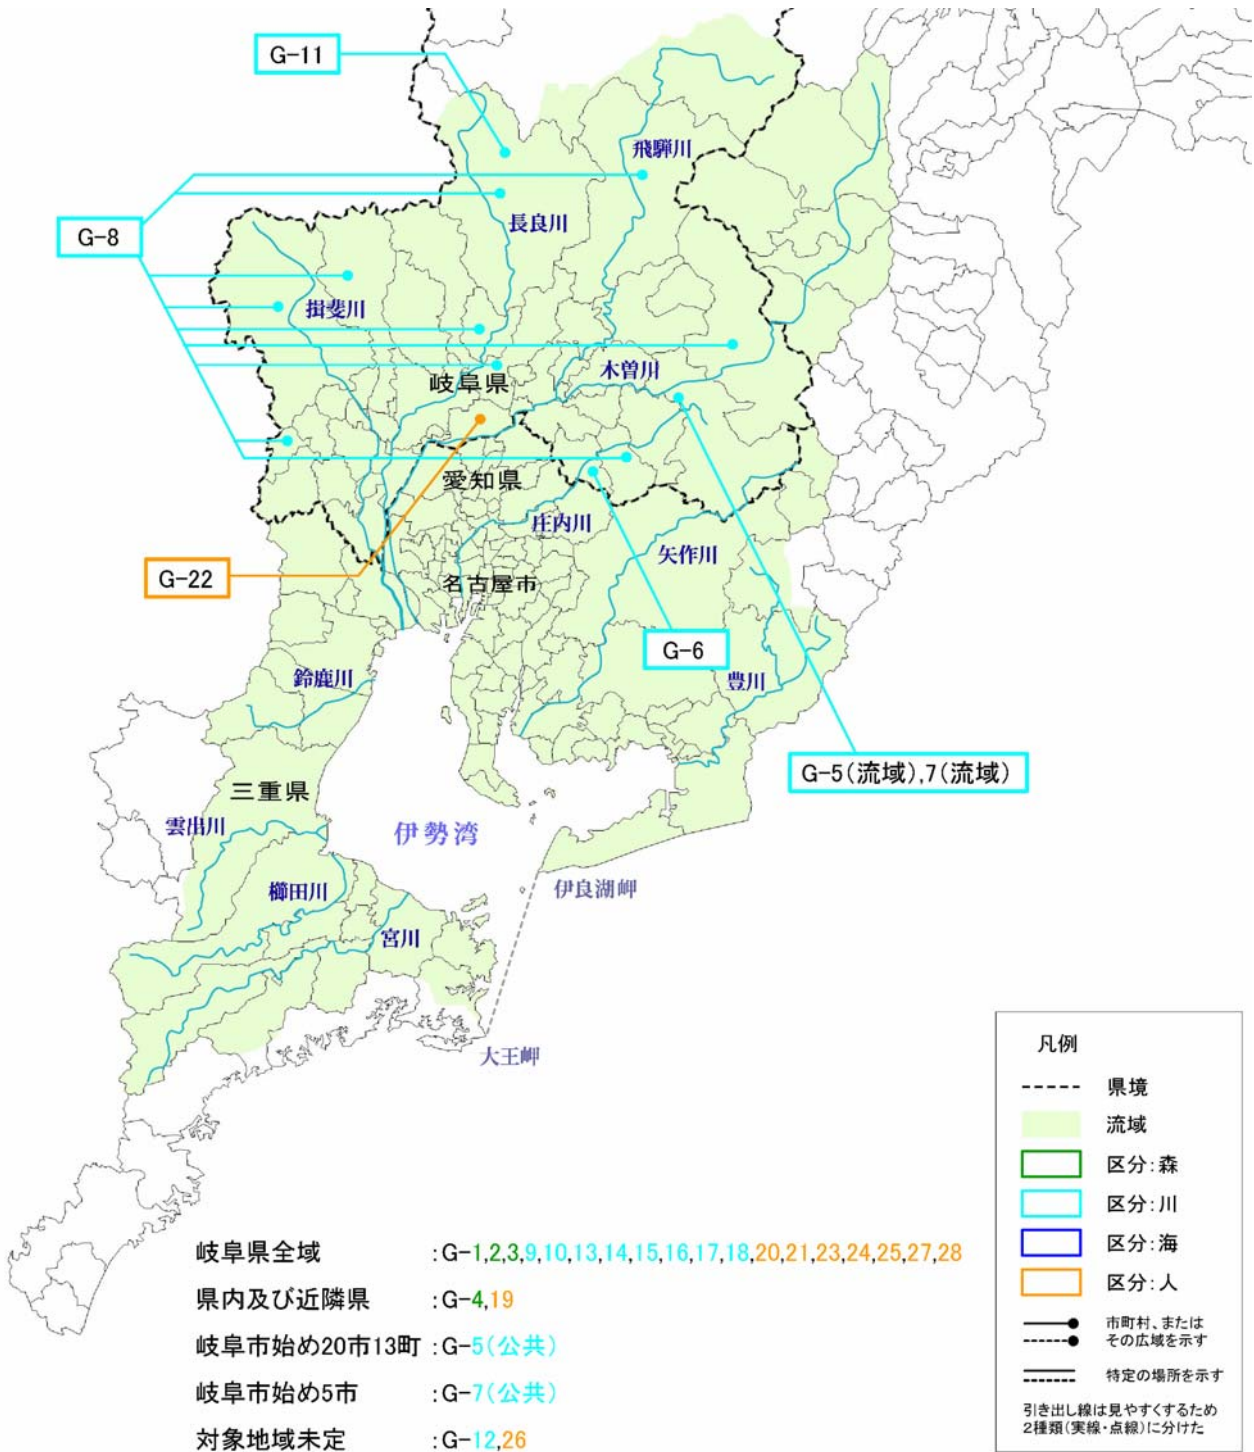 G-11
飛騨川
長良川
G-8
揖斐川
岐阜県
木曽川
愛知県
庄内川
矢作川
名古屋市
G-22
G-6
鈴鹿川
豊川
G-5(流域),7(流域)
三重県
雲出川
伊勢湾
櫛田川
伊良湖岬
宮川
大王岬
凡例
県境
流域
区分:森
区分:川
区分:海
区分:人
市町村、または
その広域を示す
特定の場所を示す
引き出し線は見やすくするため
2種類(実線・点線)に分けた
岐阜県全域 :G-1,2,3,9,10,13,14,15,16,17,18,20,21,23,24,25,27,28
県内及び近隣県 :G-4,19
岐阜市始め20市13町 :G-5(公共)
岐阜市始め5市 :G-7(公共)
対象地域未定 :G-12,26